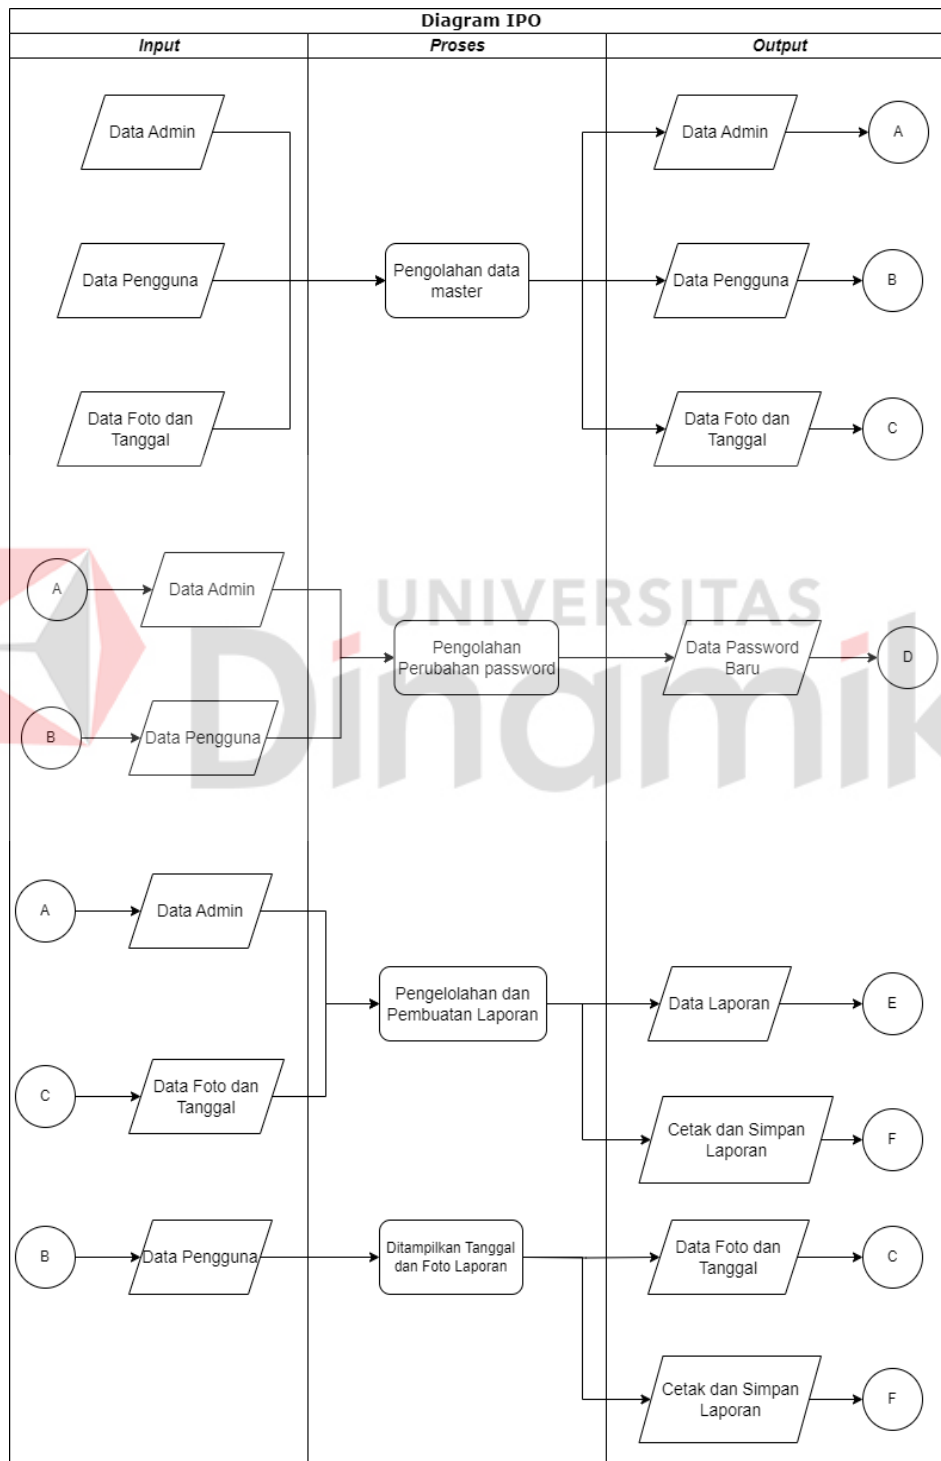 Diagram IPO
Input
Proses
Output
Data Admin
Data Admin
A
Data Pengguna
Pengolahan data
master
Data Pengguna
B
Data Foto dan
Tanggal
Data Foto dan
Tanggal
C
A
Data Admin
B
Data Pengguna
Pengolahan
Perubahan password
Data Password
Baru
D
UNIVERSITAS
Dinamik
A
Data Admin
C
Data Foto dan
Tanggal
Pengelolahan dan
Pembuatan Laporan
Data Laporan
E
Cetak dan Simpan
Laporan
F
B
Data Pengguna
Ditampilkan Tanggal
dan Foto Laporan
Data Foto dan
Tanggal
C
Cetak dan Simpan
Laporan
F